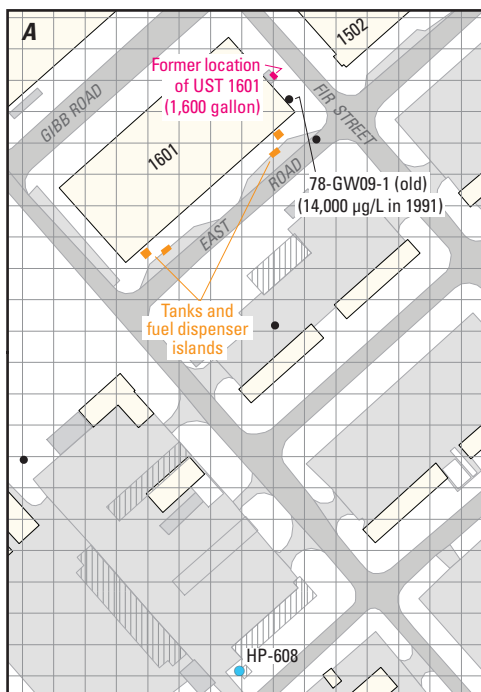 A
1502
Former location
of UST 1601
(1,600 gallon)
GIBB ROAD
FIR STREET
1601
78-GW09-1 (old)
(14,000 µg/L in 1991)
EAST ROAD
Tanks and
fuel dispenser
islands
HP-608